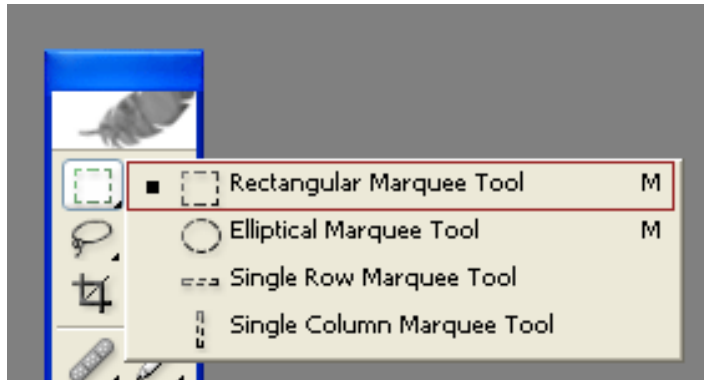 Rectangular Marquee Tool M
Elliptical Marquee Tool M
Single Row Marquee Tool
Single Column Marquee Tool